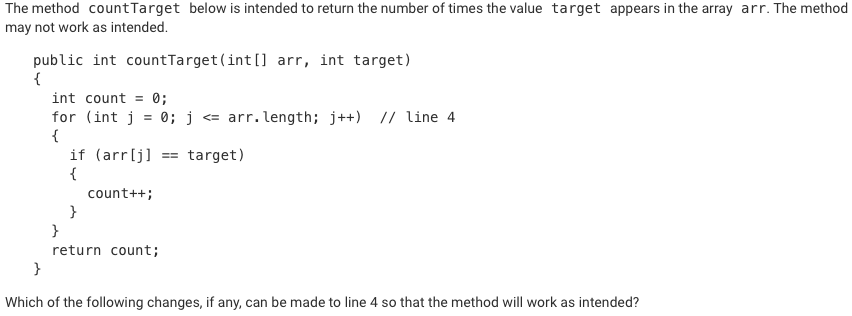 The method countTarget below is intended to return the number of times the value target appears in the array arr. The method
may not work as intended.
public int countTarget(int[] arr, int target)
{
int count = 0;
for (int j = 0; j <= arr.length; j++) // line 4
{
if (arr[j] == target)
{
count++;
}
}
return count;
}
Which of the following changes, if any, can be made to line 4 so that the method will work as intended?